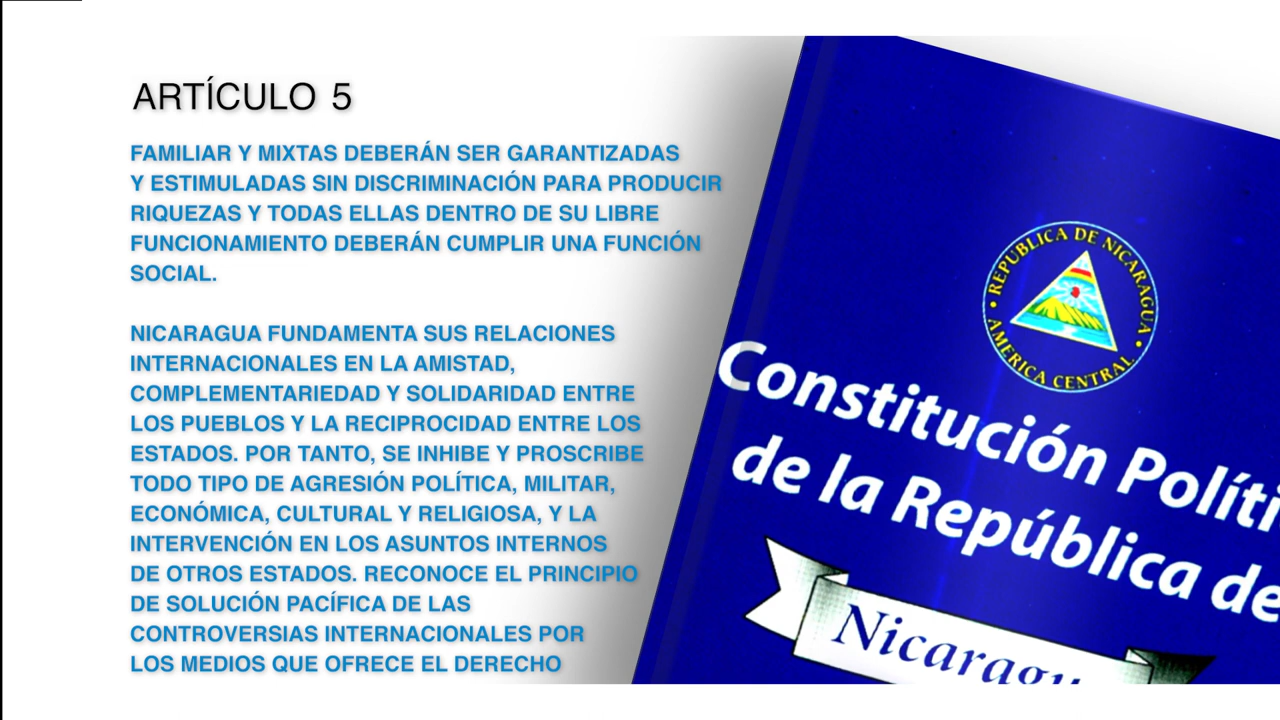 ARTÍCULO 5
FAMILIAR Y MIXTAS DEBERÁN SER GARANTIZADAS
Y ESTIMULADAS SIN DISCRIMINACIÓN PARA PRODUCIR
RIQUEZAS Y TODAS ELLAS DENTRO DE SU LIBRE
FUNCIONAMIENTO DEBERÁN CUMPLIR UNA FUNCIÓN
SOCIAL.
NICARAGUA FUNDAMENTA SUS RELACIONES
INTERNACIONALES EN LA AMISTAD,
COMPLEMENTARIEDAD Y SOLIDARIDAD ENTRE
LOS PUEBLOS Y LA RECIPROCIDAD ENTRE LOS
ESTADOS. POR TANTO, SE INHIBE Y PROSCRIBE
TODO TIPO DE AGRESIÓN POLÍTICA, MILITAR,
ECONÓMICA, CULTURAL Y RELIGIOSA, Y LA
INTERVENCIÓN EN LOS ASUNTOS INTERNOS
DE OTROS ESTADOS. RECONOCE EL PRINCIPIO
DE SOLUCIÓN PACÍFICA DE LAS
CONTROVERSIAS INTERNACIONALES POR
LOS MEDIOS QUE OFRECE EL DERECHO
REPUBLICA DE NICARAGUA
AMERICA CENTRAL
Constitución Políti
de la República de
Nicaragu